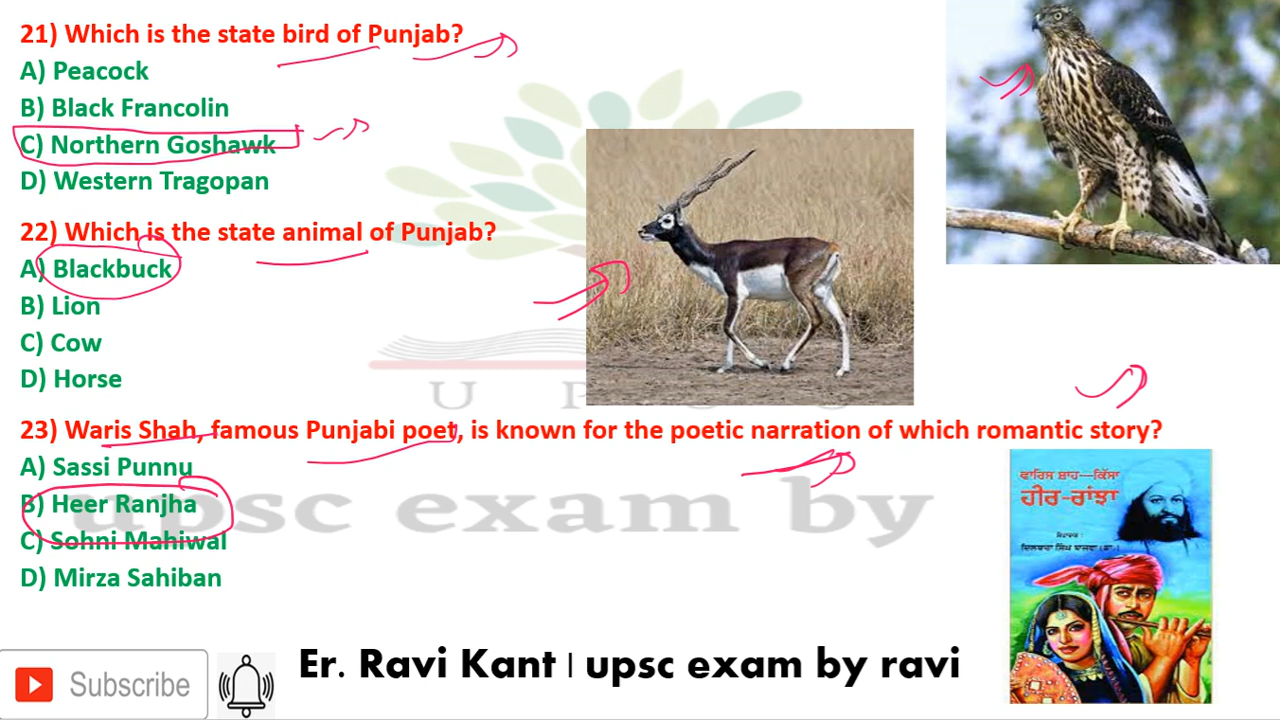 21) Which is the state bird of Punjab?
A) Peacock
B) Black Francolin
C) Northern Goshawk
D) Western Tragopan
22) Which is the state animal of Punjab?
A) Blackbuck
B) Lion
C) Cow
D) Horse
U P S C
23) Waris Shah, famous Punjabi poet, is known for the poetic narration of which romantic story?
A) Sassi Punnu
B) Heer Ranjha
C) Sohni Mahiwal
D) Mirza Sahiban
upsc exam by
ਵਾਰਿਸ ਸ਼ਾਹ—ਕਿੱਸਾ
ਹੀਰ-ਰਾਂਝਾ
ਸੰਪਾਦਕ :
ਦਿਲਬਾਰਾ ਸਿੰਘ ਬਾਜਵਾ (ਡਾ.)
Subscribe
Er. Ravi Kant | upsc exam by ravi